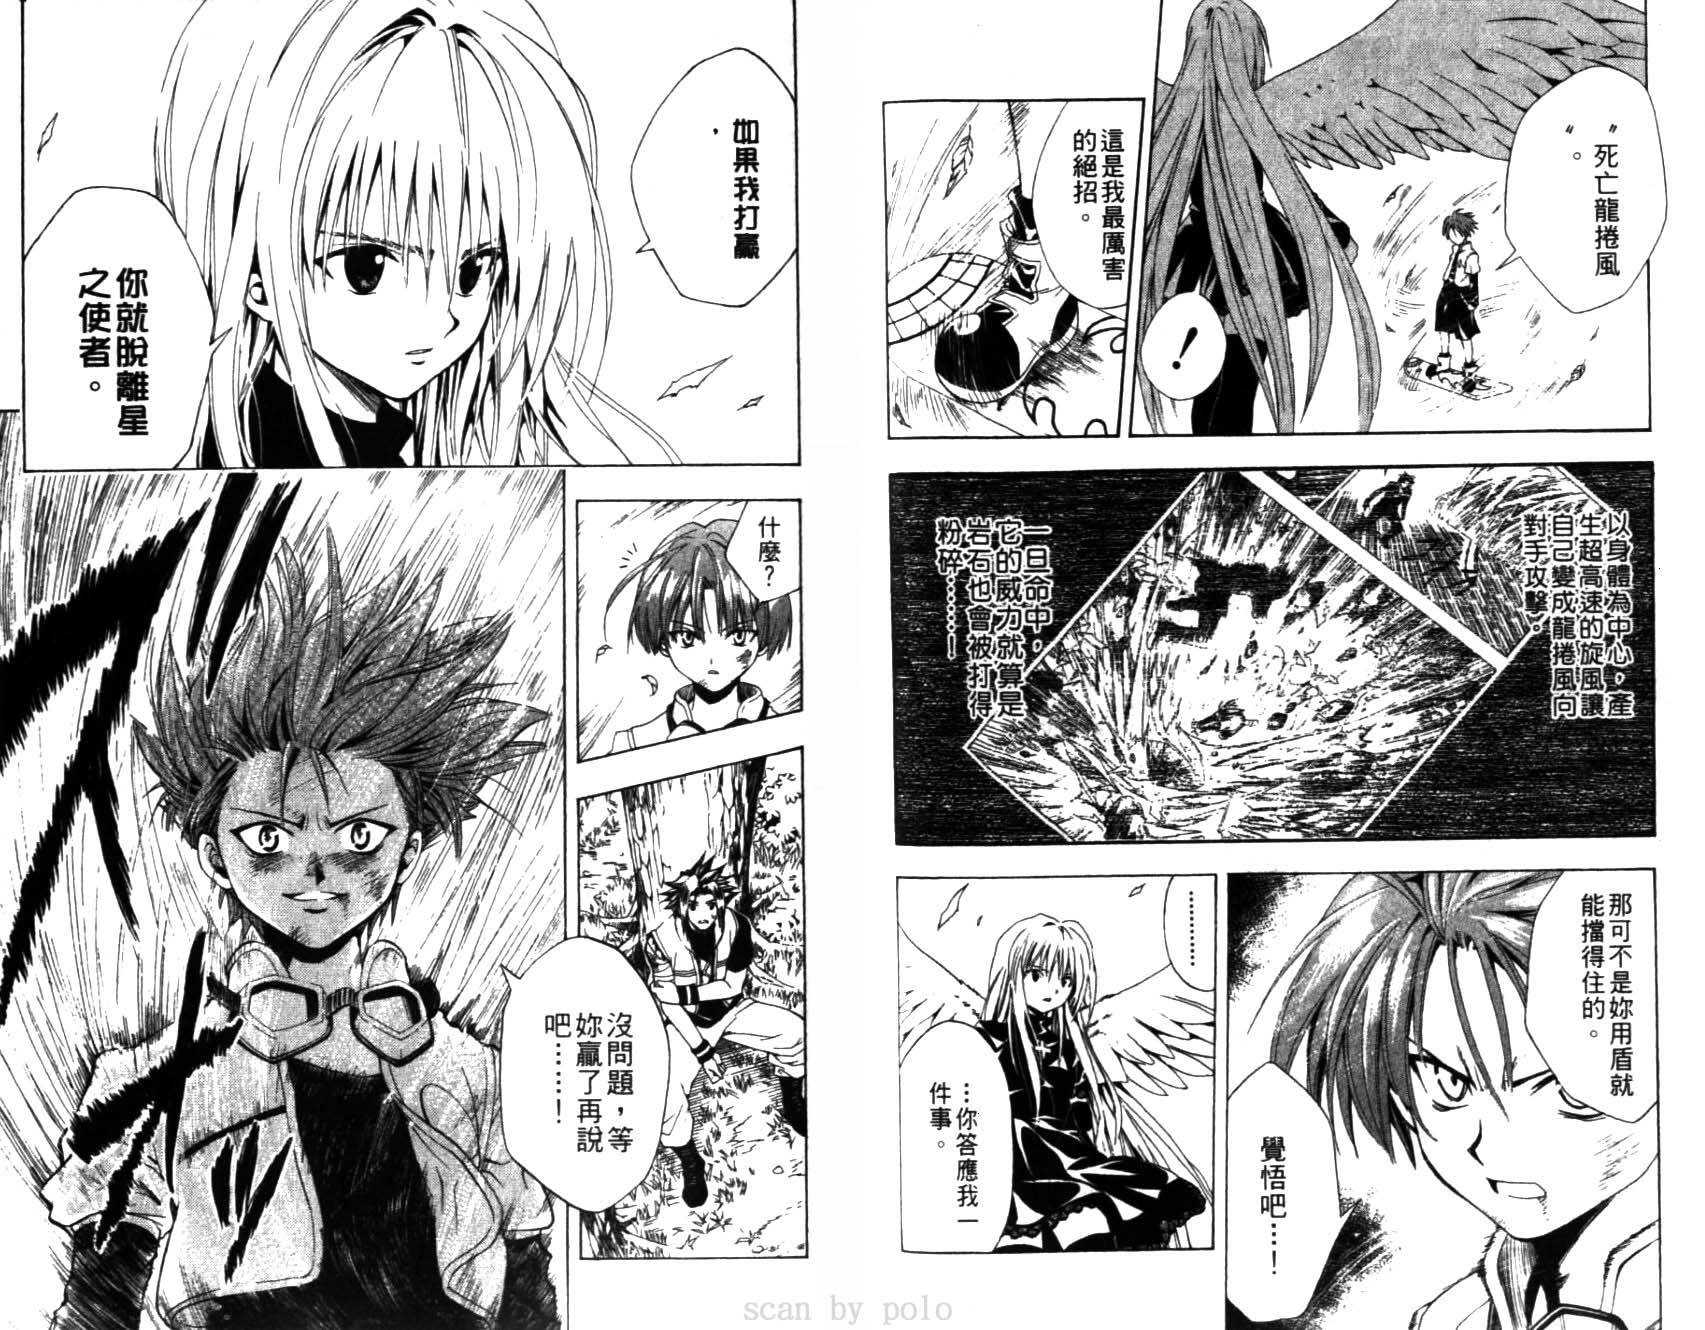 〝死亡龍捲風
〞。
！
這是我最厲害
的絕招。
以身體為中心，產
生超高速的旋風讓
自己變成龍捲風向
對手攻擊。
一旦命中，
它的威力就算是
岩石也會被打得
粉碎………！
那可不是妳用盾就
能擋得住的。
覺悟吧…！
………
…你答應我一
件事。
如果我打贏
，
你就脫離星
之使者。
什麼？
沒問題，等
妳贏了再說
吧……！
scan by polo